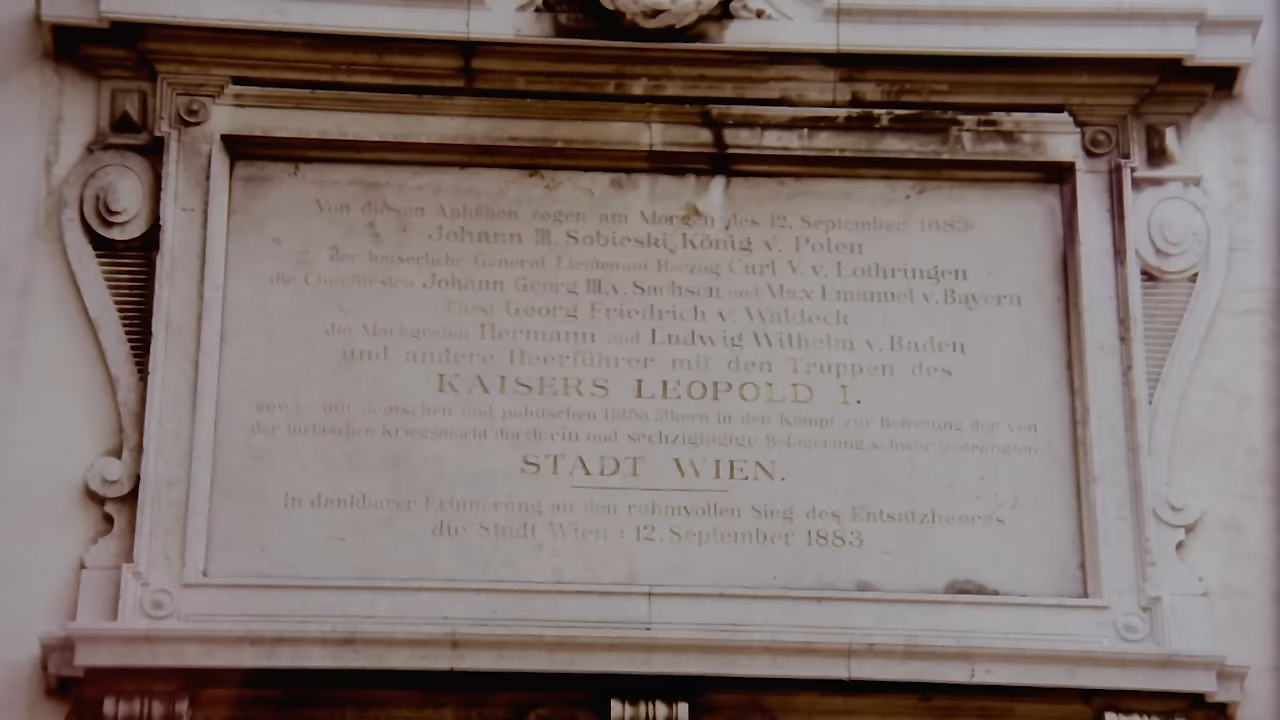 Von diesen Anhöhen zogen am Morgen des 12. September 1683
Johann III. Sobieski, König v. Polen
der kaiserliche General Lieutenant Herzog Carl V. v. Lothringen
die Churfürsten Johann Georg III. v. Sachsen und Max Emanuel v. Bayern
Fürst Georg Friedrich v. Waldeck
die Markgrafen Hermann und Ludwig Wilhelm v. Baden
und andere Heerführer mit den Truppen des
KAISERS LEOPOLD I.
sowie mit deutschen und polnischen Hilfsvölkern in den Kampf zur Befreiung der von
der türkischen Kriegsmacht durch ein und sechzigtägige Belagerung schwer bedrängten
STADT WIEN.
In dankbarer Erinnerung an den ruhmvollen Sieg des Entsatzheeres
die Stadt Wien : 12. September 1883